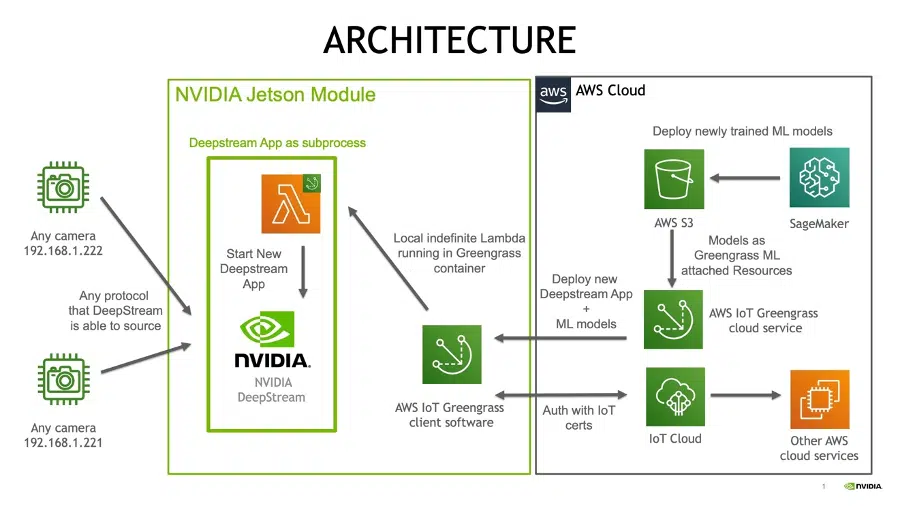 ARCHITECTURE
NVIDIA Jetson Module
aws
AWS Cloud
Deepstream App as subprocess
Deploy newly trained ML models
Any camera
192.168.1.222
AWS S3
SageMaker
Start New
Deepstream
App
Local indefinite Lambda
running in Greengrass
container
Models as
Greengrass ML
attached Resources
Any protocol
that DeepStream
is able to source
Deploy new
Deepstream App
+
ML models
AWS IoT Greengrass
cloud service
NVIDIA.
NVIDIA
DeepStream
AWS IoT Greengrass
client software
Auth with IoT
certs
IoT Cloud
Other AWS
cloud services
Any camera
192.168.1.221
1
NVIDIA.